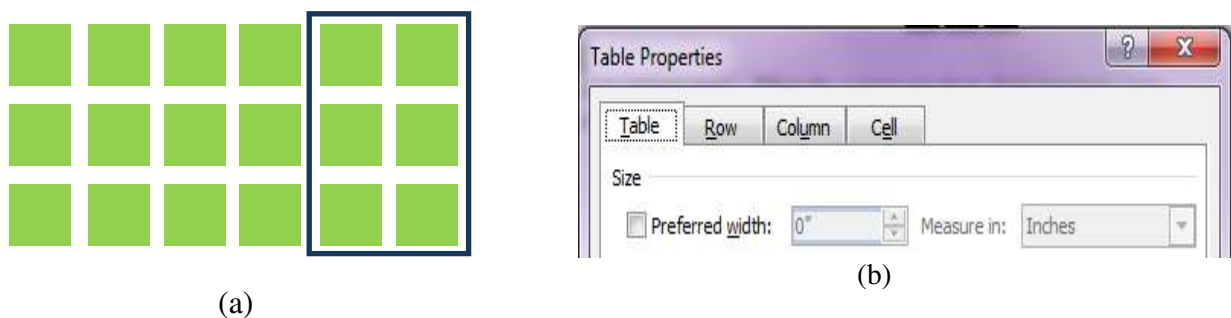 Table Properties
? X
Table Row Column Cell
Size
Preferred width: 0" Measure in: Inches
(a)
(b)